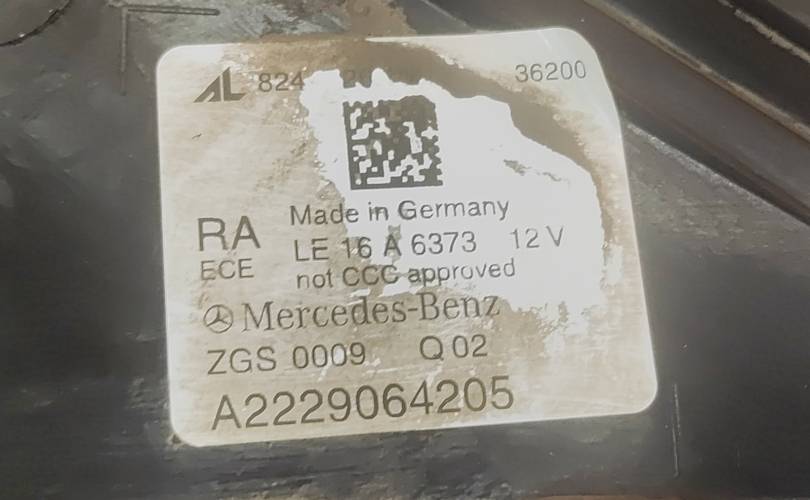 AL 824 36200
Made in Germany
RA LE 16 A 6373 12 V
ECE not CCC approved
Mercedes-Benz
ZGS 0009 Q 02
A2229064205